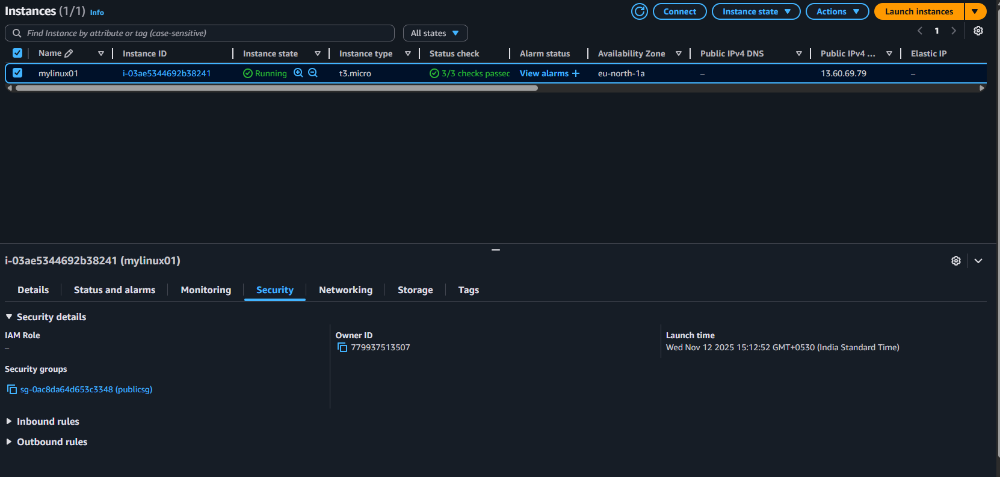 Instances (1/1) Info
Connect
Instance state
Actions
Launch instances
Find Instance by attribute or tag (case-sensitive)
All states
1
Name Instance ID Instance state Instance type Status check Alarm status Availability Zone Public IPv4 DNS Public IPv4 ... Elastic IP
mylinux01 i-03ae5344692b38241 Running t3.micro 3/3 checks passec View alarms + eu-north-1a – 13.60.69.79 –
i-03ae5344692b38241 (mylinux01)
Details Status and alarms Monitoring Security Networking Storage Tags
Security details
IAM Role
–
Owner ID
779937513507
Launch time
Wed Nov 12 2025 15:12:52 GMT+0530 (India Standard Time)
Security groups
sg-0ac8da64d653c3348 (publicsg)
Inbound rules
Outbound rules